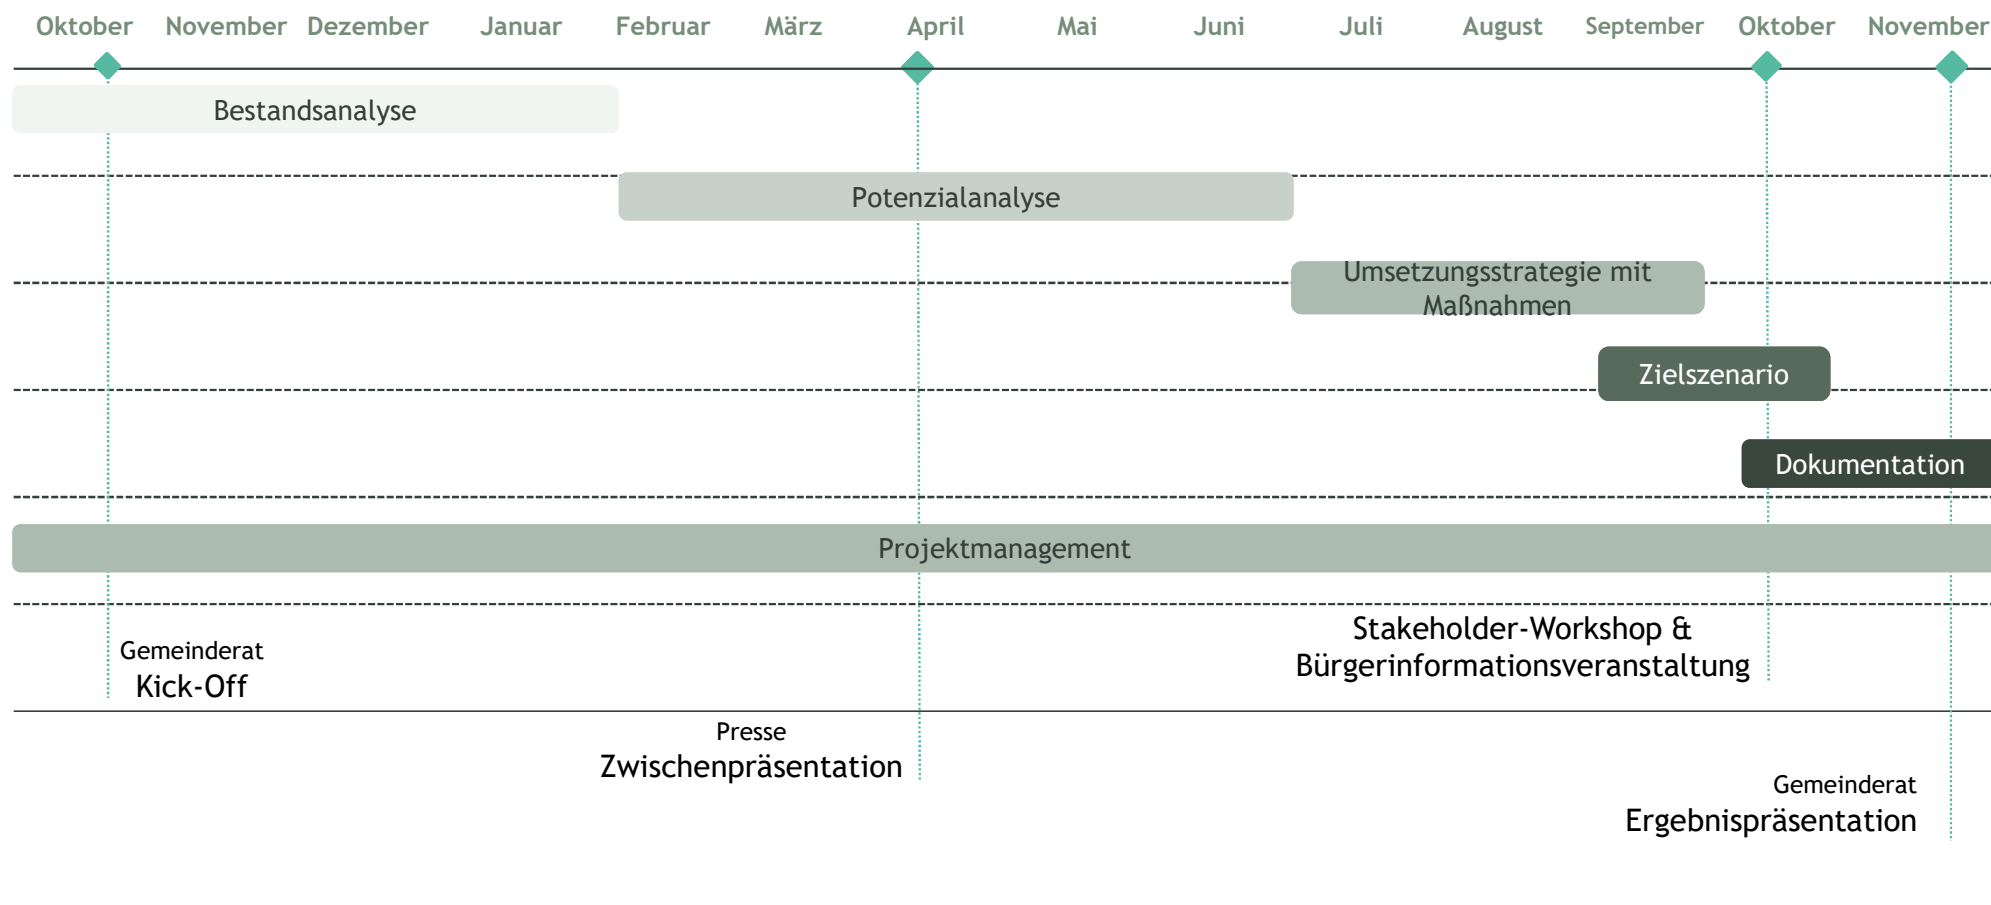 Oktober November Dezember Januar Februar März April Mai Juni Juli August September Oktober November
Bestandsanalyse
Potenzialanalyse
Umsetzungsstrategie mit
Maßnahmen
Zielszenario
Dokumentation
Projektmanagement
Gemeinderat
Kick-Off
Stakeholder-Workshop &
Bürgerinformationsveranstaltung
Presse
Zwischenpräsentation
Gemeinderat
Ergebnispräsentation